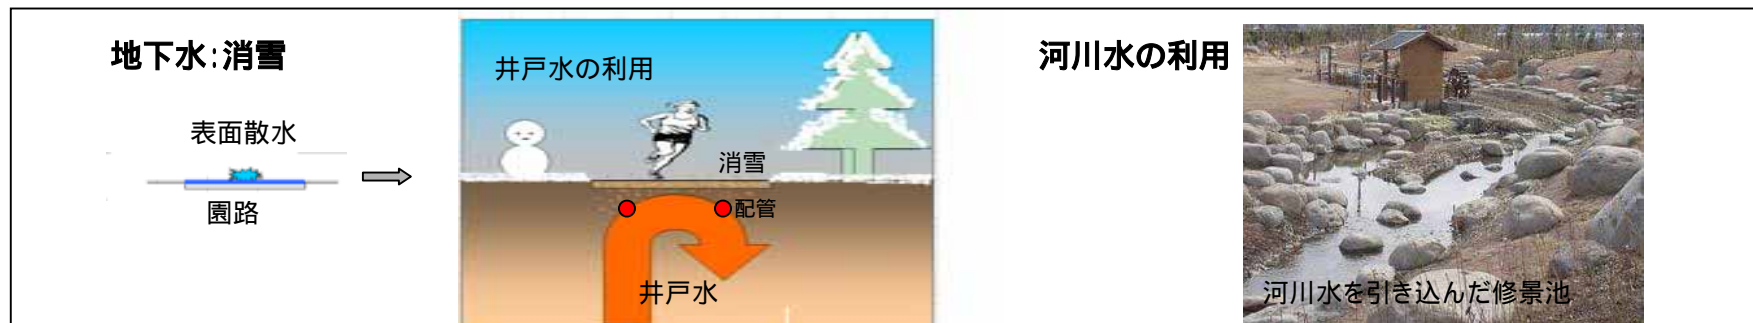 地下水:消雪
表面散水
園路
井戸水の利用
消雪
配管
井戸水
河川水の利用
河川水を引き込んだ修景池